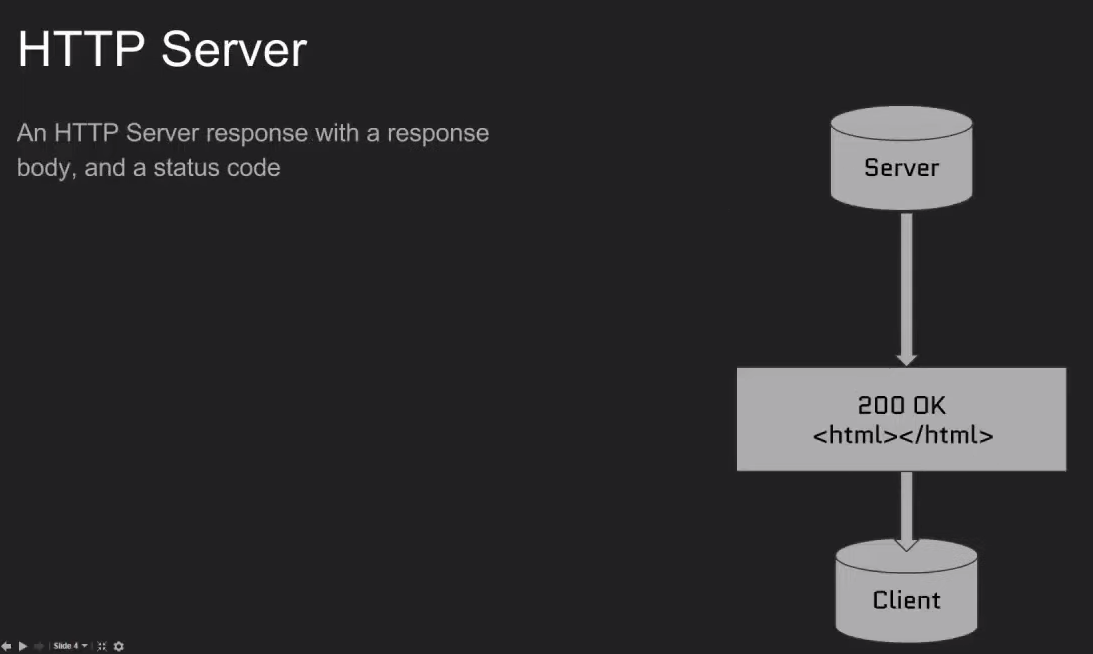 HTTP Server
An HTTP Server response with a response
body, and a status code
Server
200 OK
<html></html>
Client
Slide 4